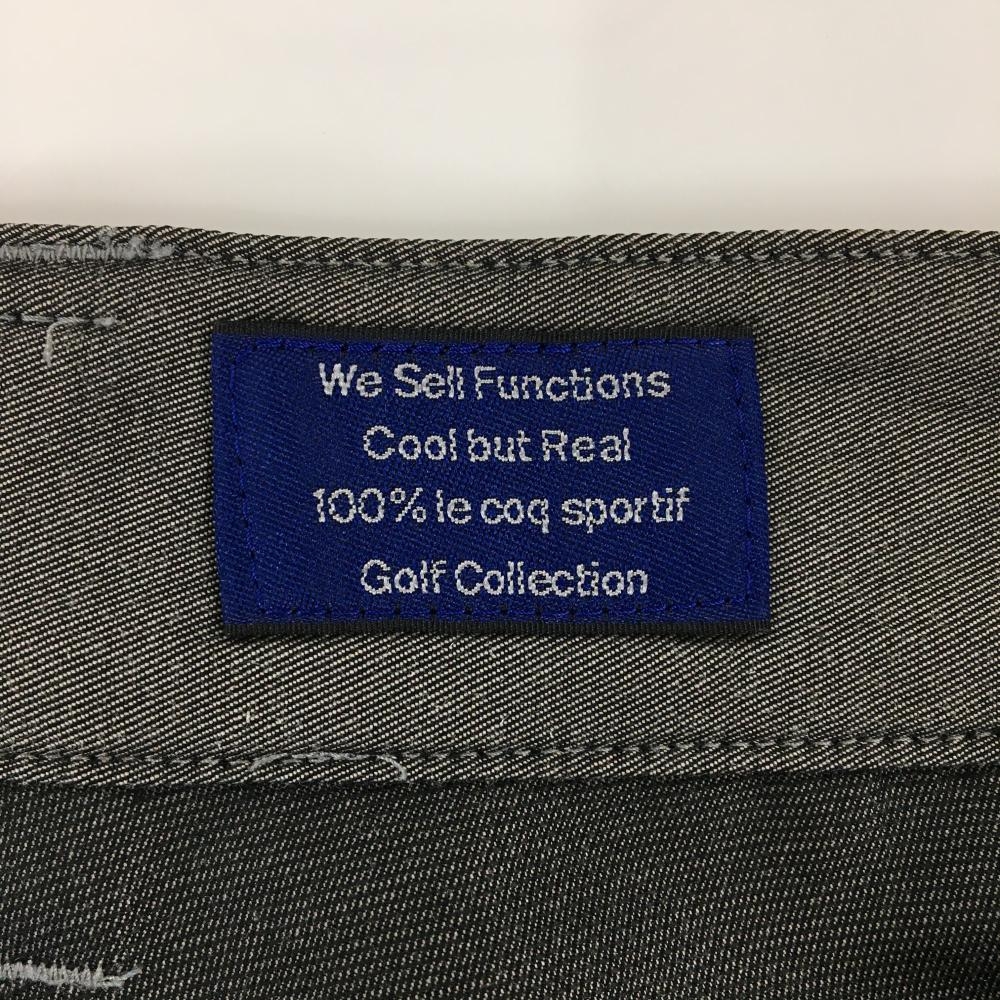 We Sell Functions
Cool but Real
100% le coq sportif
Golf Collection